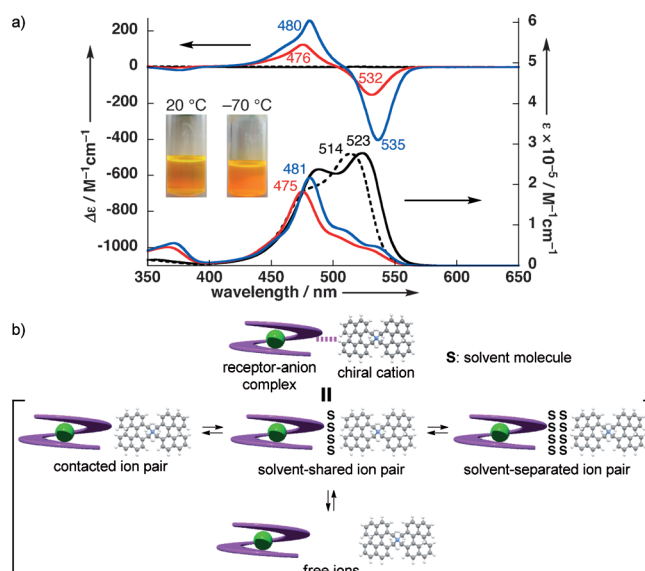 a)
480
476
532
535
20 °C
–70 °C
514
523
481
475
200
0
-200
-400
-600
-800
-1000
Δε / M⁻¹cm⁻¹
6
5
4
3
2
1
0
ε × 10⁻⁵ / M⁻¹cm⁻¹
350 400 450 500 550 600 650
wavelength / nm
b)
receptor-anion
complex
chiral cation
S: solvent molecule
II
S
S
S
S
S S
S S
S S
S S
contacted ion pair
solvent-shared ion pair
solvent-separated ion pair
free ions